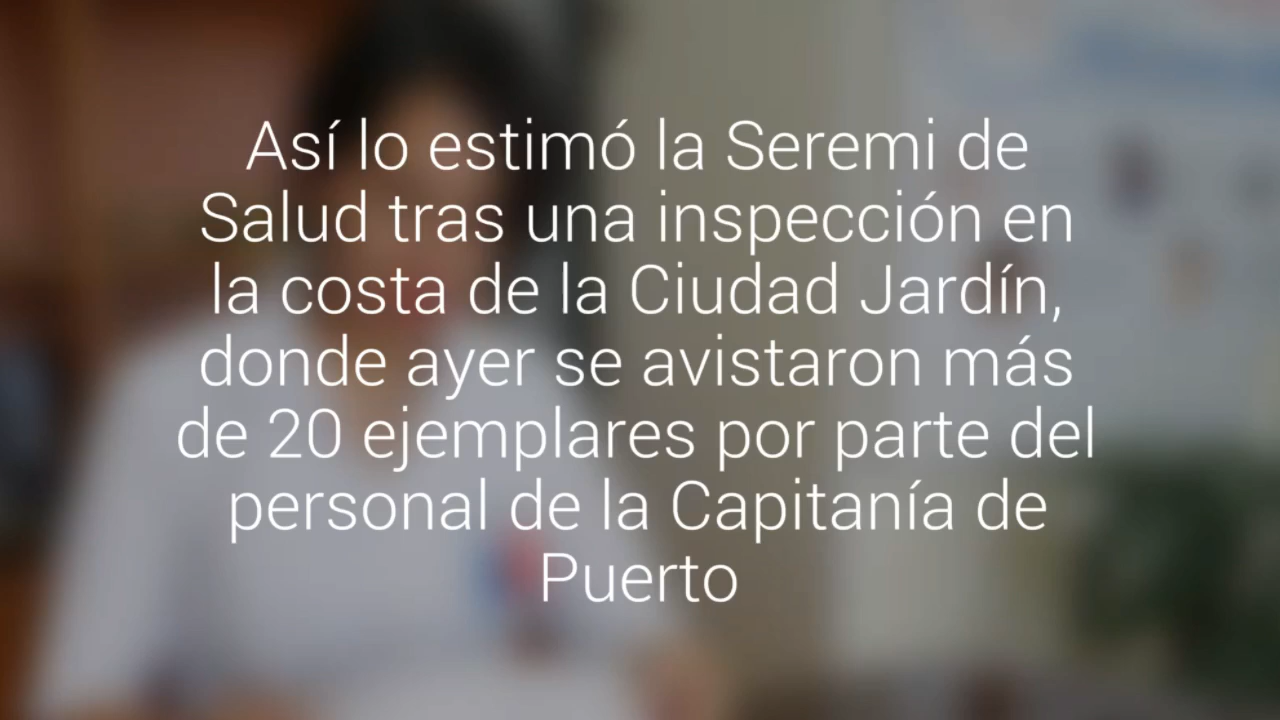 Así lo estimó la Seremi de
Salud tras una inspección en
la costa de la Ciudad Jardín,
donde ayer se avistaron más
de 20 ejemplares por parte del
personal de la Capitanía de
Puerto